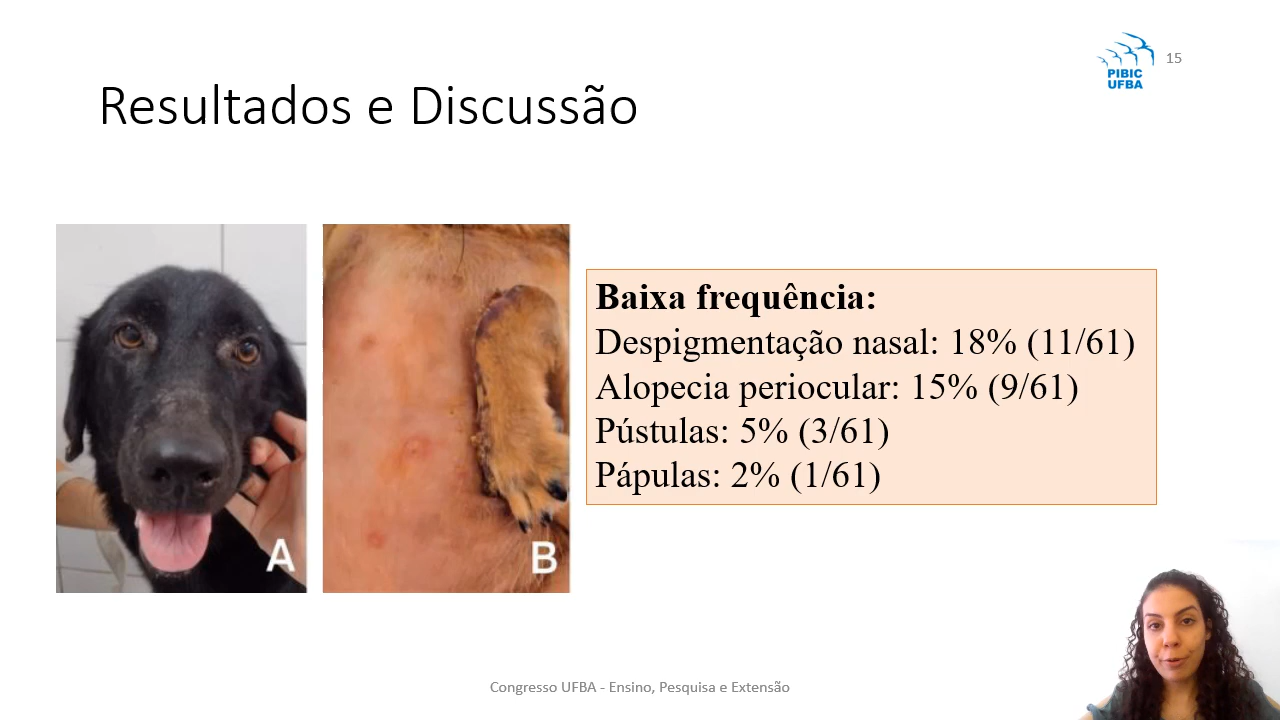 PIBIC
UFBA
15
Resultados e Discussão
A
B
Baixa frequência:
Despigmentação nasal: 18% (11/61)
Alopecia periocular: 15% (9/61)
Pústulas: 5% (3/61)
Pápulas: 2% (1/61)
Congresso UFBA - Ensino, Pesquisa e Extensão